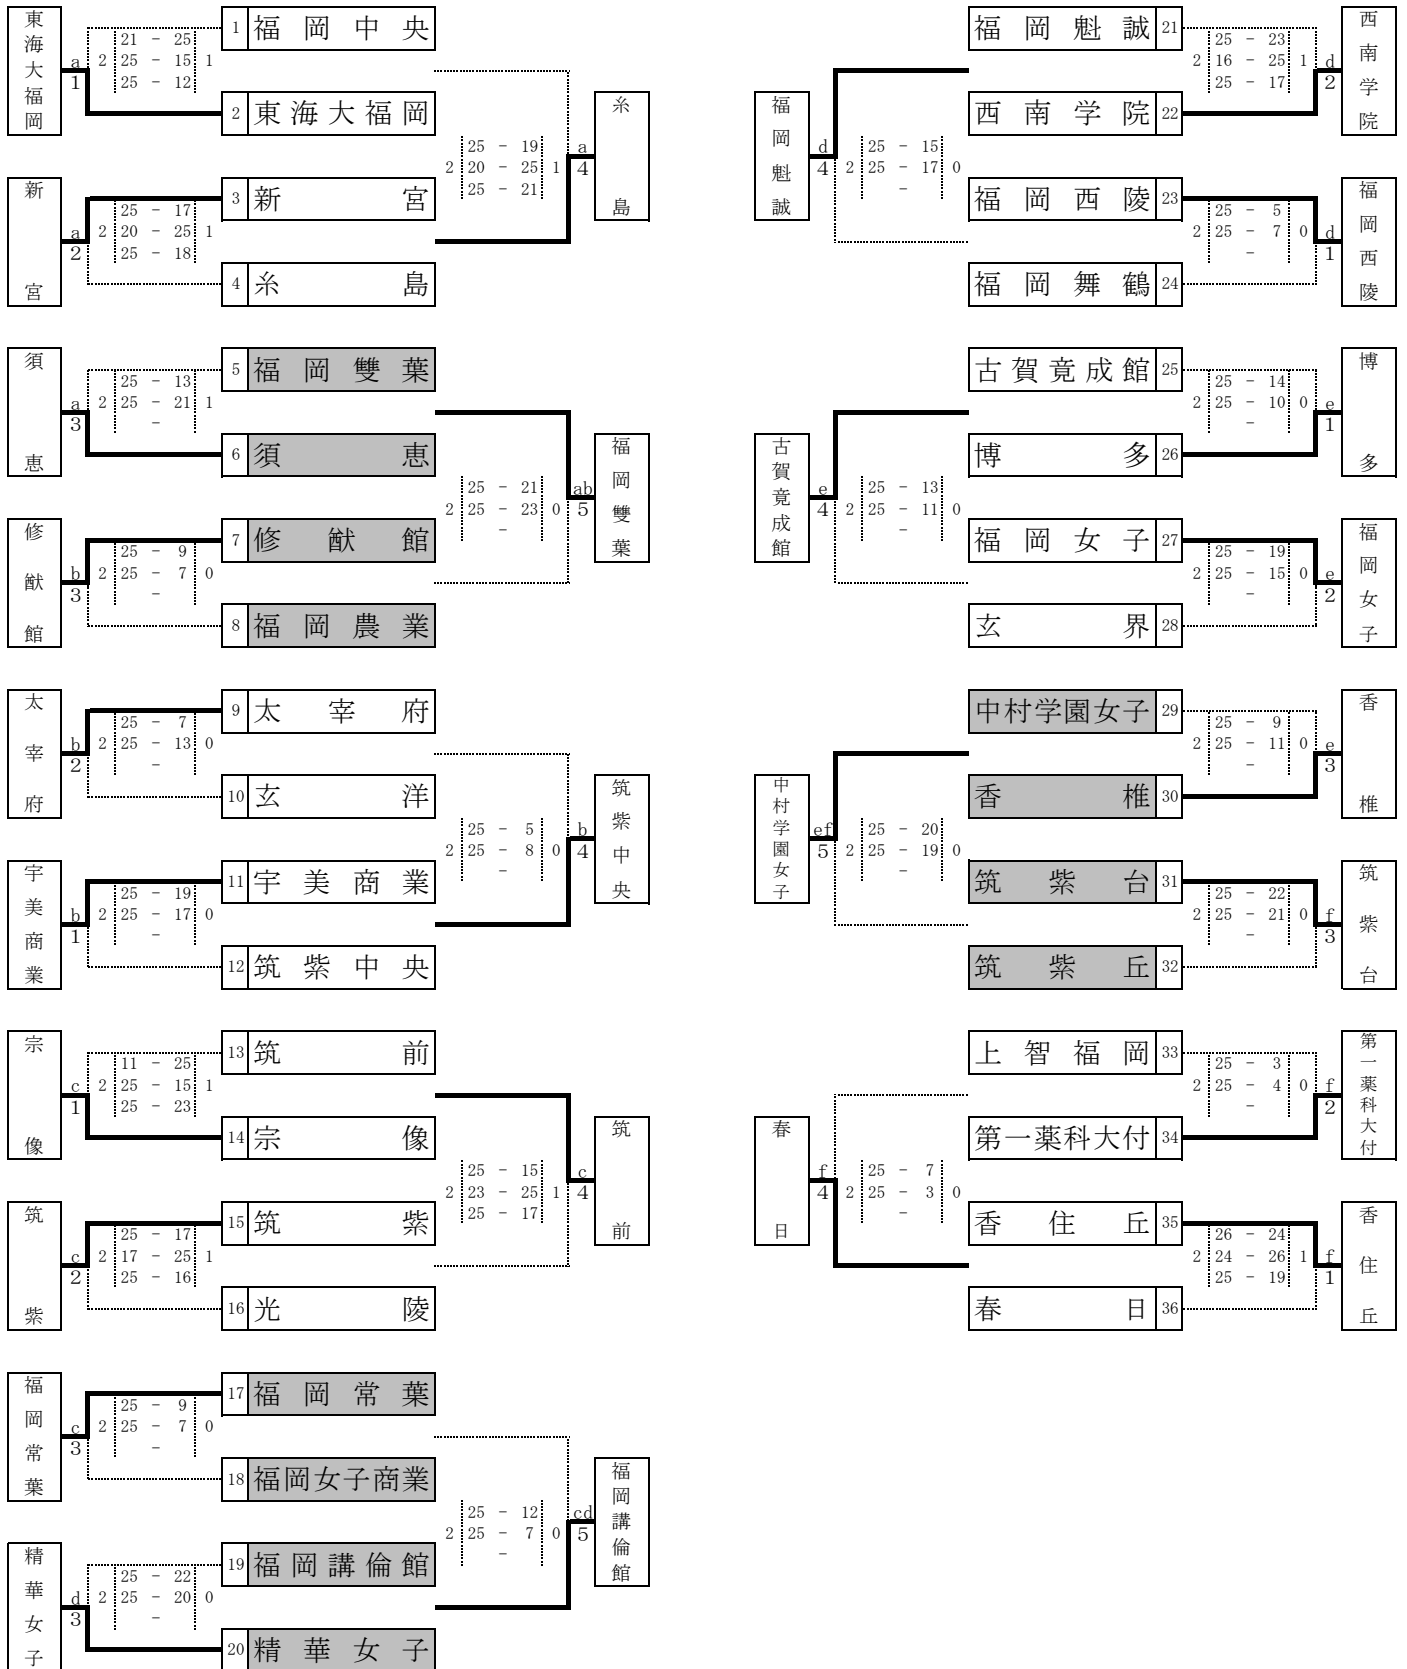 東海大福岡
a
1
21 - 25
2 25 - 15 1
25 - 12
1 福岡中央
2 東海大福岡
新宮
a
2
25 - 17
2 20 - 25 1
25 - 18
3 新宮
4 糸島
25 - 19
2 20 - 25 1
25 - 21
a
4
糸島
須恵
a
3
25 - 13
2 25 - 21 1
-
5 福岡雙葉
6 須恵
修猷館
b
3
25 - 9
2 25 - 7 0
-
7 修猷館
8 福岡農業
25 - 21
2 25 - 23 0
-
ab
5
福岡雙葉
太宰府
b
2
25 - 7
2 25 - 13 0
-
9 太宰府
10 玄洋
宇美商業
b
1
25 - 19
2 25 - 17 0
-
11 宇美商業
12 筑紫中央
25 - 5
2 25 - 8 0
-
b
4
筑紫中央
宗像
c
1
11 - 25
2 25 - 15 1
25 - 23
13 筑前
14 宗像
筑紫
c
2
25 - 17
2 17 - 25 1
25 - 16
15 筑紫
16 光陵
25 - 15
2 23 - 25 1
25 - 17
c
4
筑前
福岡常葉
c
3
25 - 9
2 25 - 7 0
-
17 福岡常葉
18 福岡女子商業
精華女子
d
3
25 - 22
2 25 - 20 0
-
19 福岡講倫館
20 精華女子
25 - 12
2 25 - 7 0
-
cd
5
福岡講倫館
福岡魁誠
d
4
25 - 15
2 25 - 17 0
-
福岡魁誠 21
西南学院 22
25 - 23
2 16 - 25 1
25 - 17
d
2
西南学院
福岡西陵 23
福岡舞鶴 24
25 - 5
2 25 - 7 0
-
d
1
福岡西陵
古賀竟成館
e
4
25 - 13
2 25 - 11 0
-
古賀竟成館 25
博多 26
25 - 14
2 25 - 10 0
-
e
1
博多
福岡女子 27
玄界 28
25 - 19
2 25 - 15 0
-
e
2
福岡女子
中村学園女子
ef
5
25 - 20
2 25 - 19 0
-
中村学園女子 29
香椎 30
25 - 9
2 25 - 11 0
-
e
3
香椎
筑紫台 31
筑紫丘 32
25 - 22
2 25 - 21 0
-
f
3
筑紫台
春日
f
4
25 - 7
2 25 - 3 0
-
上智福岡 33
第一薬科大付 34
25 - 3
2 25 - 4 0
-
f
2
第一薬科大付
香住丘 35
春日 36
26 - 24
2 24 - 26 1
25 - 19
f
1
香住丘